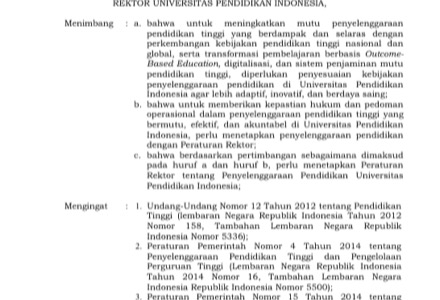 REKTOR UNIVERSITAS PENDIDIKAN INDONESIA,
Menimbang : a. bahwa untuk meningkatkan mutu penyelenggaraan
pendidikan tinggi yang berdampak dan selaras dengan
perkembangan kebijakan pendidikan tinggi nasional dan
global, serta transformasi pembelajaran berbasis Outcome-
Based Education, digitalisasi, dan sistem penjaminan mutu
pendidikan tinggi, diperlukan penyesuaian kebijakan
penyelenggaraan pendidikan di Universitas Pendidikan
Indonesia agar lebih adaptif, inovatif, dan berdaya saing;
b. bahwa untuk memberikan kepastian hukum dan pedoman
operasional dalam penyelenggaraan pendidikan tinggi yang
bermutu, efektif, dan akuntabel di Universitas Pendidikan
Indonesia, perlu menetapkan penyelenggaraan pendidikan
dengan Peraturan Rektor;
c. bahwa berdasarkan pertimbangan sebagaimana dimaksud
pada huruf a dan huruf b, perlu menetapkan Peraturan
Rektor tentang Penyelenggaraan Pendidikan Universitas
Pendidikan Indonesia;
Mengingat : 1. Undang-Undang Nomor 12 Tahun 2012 tentang Pendidikan
Tinggi (lembaran Negara Republik Indonesia Tahun 2012
Nomor 158, Tambahan Lembaran Negara Republik
Indonesia Nomor 5336);
2. Peraturan Pemerintah Nomor 4 Tahun 2014 tentang
Penyelenggaraan Pendidikan Tinggi dan Pengelolaan
Perguruan Tinggi (Lembaran Negara Republik Indonesia
Tahun 2014 Nomor 16, Tambahan Lembaran Negara
Indonesia Republik Indonesia Nomor 5500);
3. Peraturan Pemerintah Nomor 15 Tahun 2014 tentang